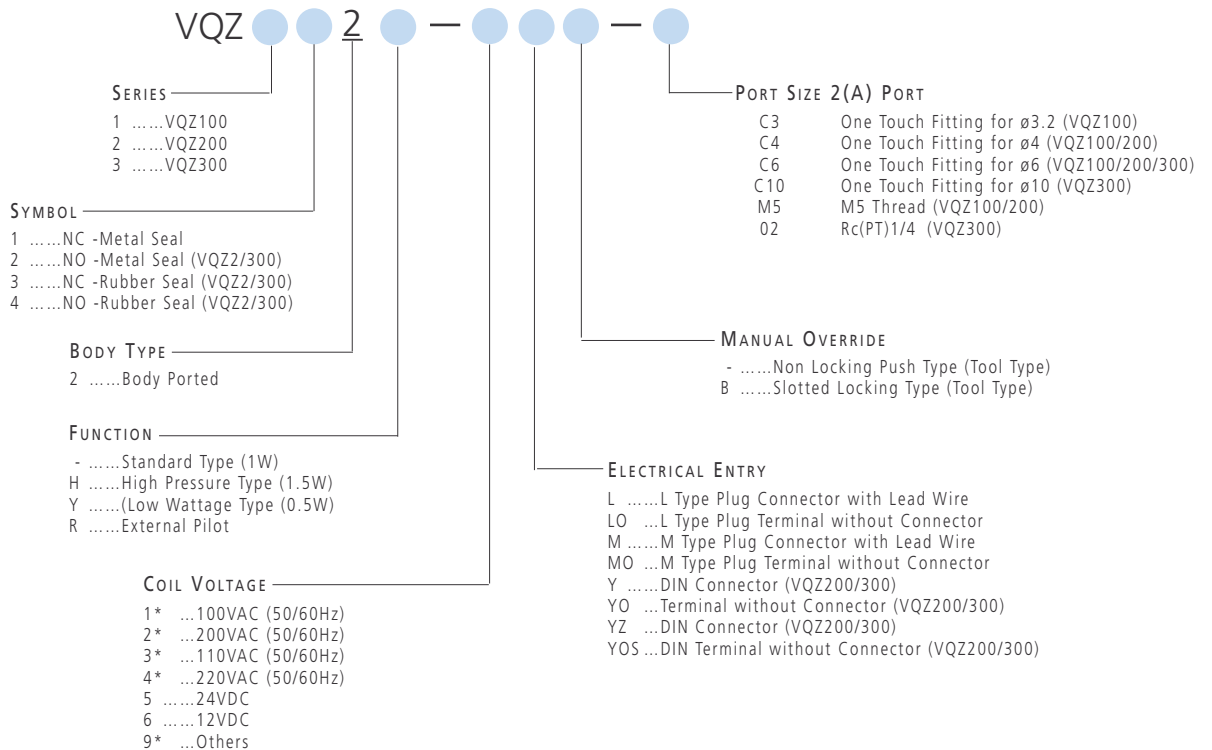 VQZ 2 — —
SERIES
1 ......VQZ100
2 ......VQZ200
3 ......VQZ300
SYMBOL
1 ......NC -Metal Seal
2 ......NO -Metal Seal (VQZ2/300)
3 ......NC -Rubber Seal (VQZ2/300)
4 ......NO -Rubber Seal (VQZ2/300)
BODY TYPE
2 ......Body Ported
FUNCTION
- ......Standard Type (1W)
H ......High Pressure Type (1.5W)
Y ......(Low Wattage Type (0.5W)
R ......External Pilot
COIL VOLTAGE
1* ...100VAC (50/60Hz)
2* ...200VAC (50/60Hz)
3* ...110VAC (50/60Hz)
4* ...220VAC (50/60Hz)
5 ......24VDC
6 ......12VDC
9* ...Others
PORT SIZE 2(A) PORT
C3 One Touch Fitting for ø3.2 (VQZ100)
C4 One Touch Fitting for ø4 (VQZ100/200)
C6 One Touch Fitting for ø6 (VQZ100/200/300)
C10 One Touch Fitting for ø10 (VQZ300)
M5 M5 Thread (VQZ100/200)
02 Rc(PT)1/4 (VQZ300)
MANUAL OVERRIDE
- ......Non Locking Push Type (Tool Type)
B ......Slotted Locking Type (Tool Type)
ELECTRICAL ENTRY
L ......L Type Plug Connector with Lead Wire
LO ...L Type Plug Terminal without Connector
M ......M Type Plug Connector with Lead Wire
MO ...M Type Plug Terminal without Connector
Y ......DIN Connector (VQZ200/300)
YO ...Terminal without Connector (VQZ200/300)
YZ ...DIN Connector (VQZ200/300)
YOS ...DIN Terminal without Connector (VQZ200/300)